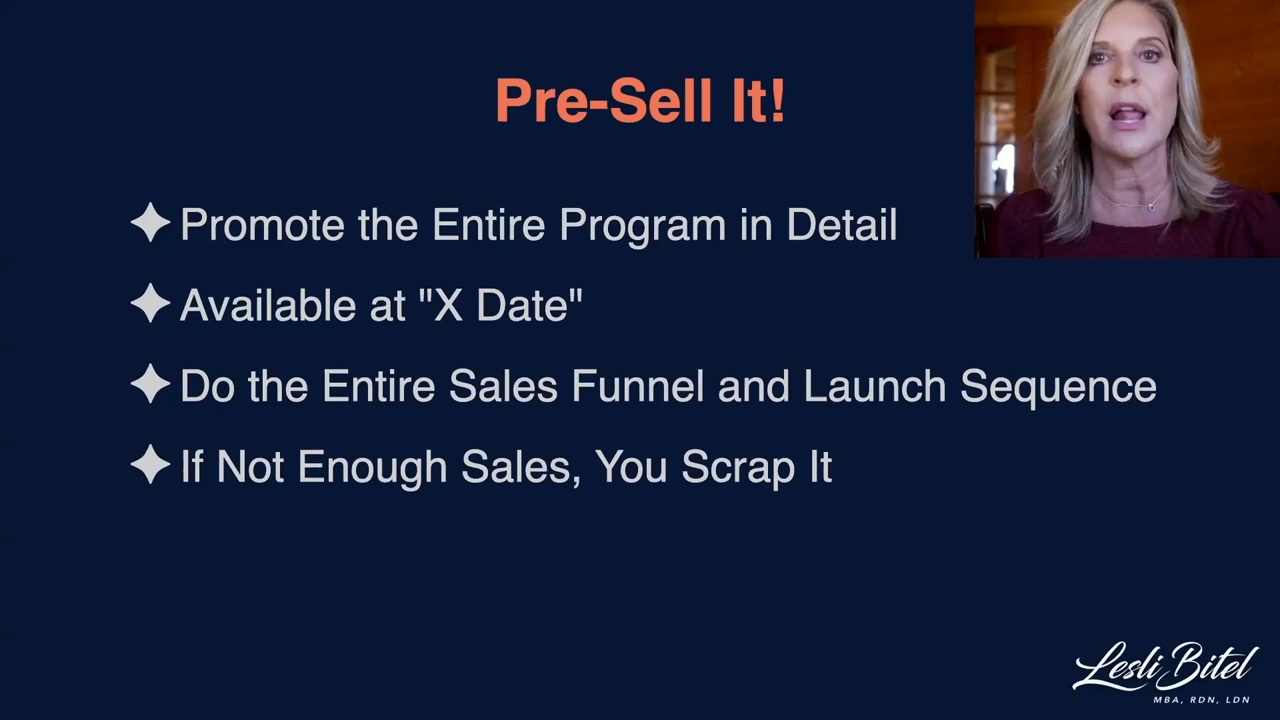 Pre-Sell It!
Promote the Entire Program in Detail
Available at "X Date"
Do the Entire Sales Funnel and Launch Sequence
If Not Enough Sales, You Scrap It
Lesli Bitel
MBA, RDN, LDN